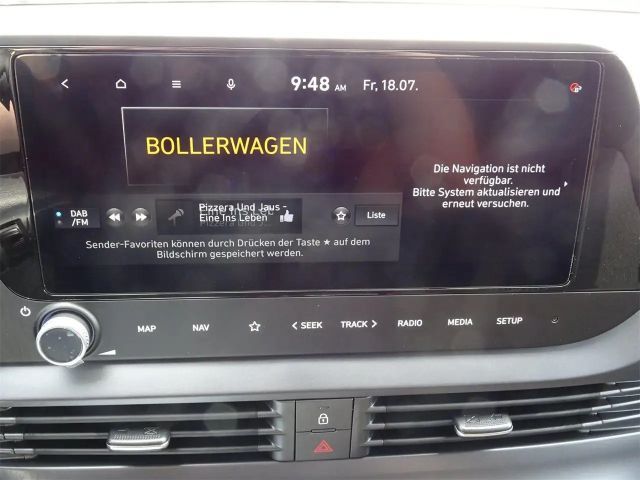 9:48 AM Fr, 18.07.
BOLLERWAGEN
Die Navigation ist nicht
verfügbar.
Bitte System aktualisieren und
erneut versuchen.
DAB
/FM
Pizzera Und Jaus -
Eine Ins Leben
Liste
Sender-Favoriten können durch Drücken der Taste ★ auf dem
Bildschirm gespeichert werden.
MAP NAV < SEEK TRACK > RADIO MEDIA SETUP